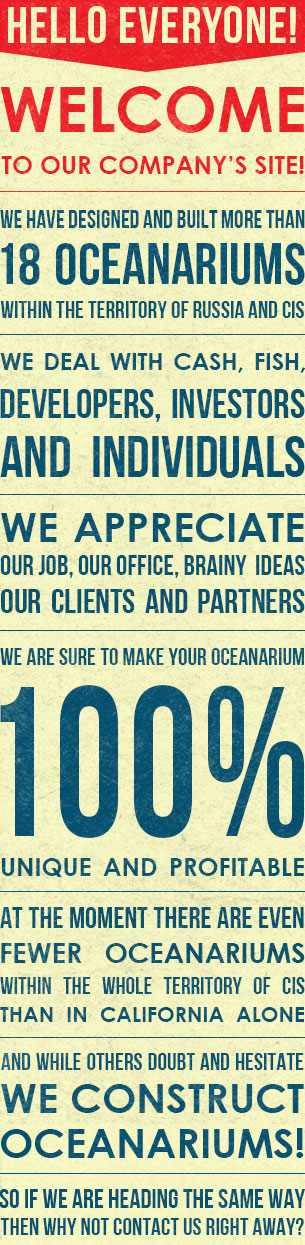 HELLO EVERYONE!
WELCOME
TO OUR COMPANY'S SITE!
WE HAVE DESIGNED AND BUILT MORE THAN
18 OCEANARIUMS
WITHIN THE TERRITORY OF RUSSIA AND CIS
WE DEAL WITH CASH, FISH,
DEVELOPERS, INVESTORS
AND INDIVIDUALS
WE APPRECIATE
OUR JOB, OUR OFFICE, BRAINY IDEAS
OUR CLIENTS AND PARTNERS
WE ARE SURE TO MAKE YOUR OCEANARIUM
100%
UNIQUE AND PROFITABLE
AT THE MOMENT THERE ARE EVEN
FEWER OCEANARIUMS
WITHIN THE WHOLE TERRITORY OF CIS
THAN IN CALIFORNIA ALONE
AND WHILE OTHERS DOUBT AND HESITATE
WE CONSTRUCT
OCEANARIUMS!
SO IF WE ARE HEADING THE SAME WAY
THEN WHY NOT CONTACT US RIGHT AWAY?